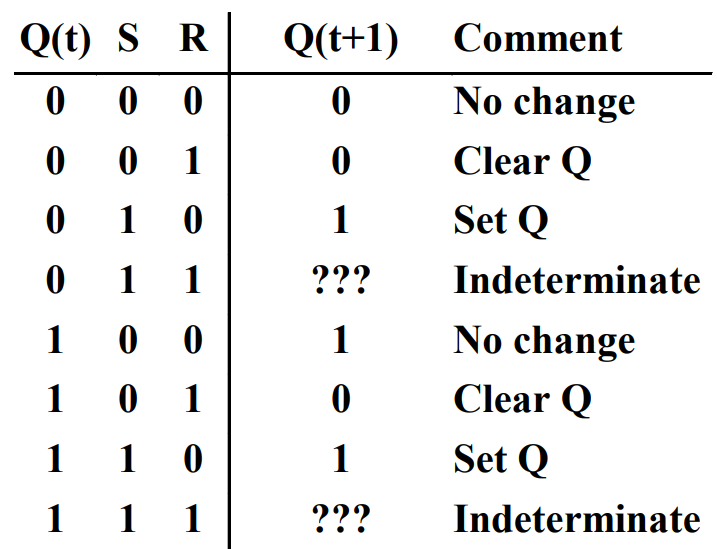 Q(t) S R Q(t+1) Comment
0 0 0 0 No change
0 0 1 0 Clear Q
0 1 0 1 Set Q
0 1 1 ??? Indeterminate
1 0 0 1 No change
1 0 1 0 Clear Q
1 1 0 1 Set Q
1 1 1 ??? Indeterminate